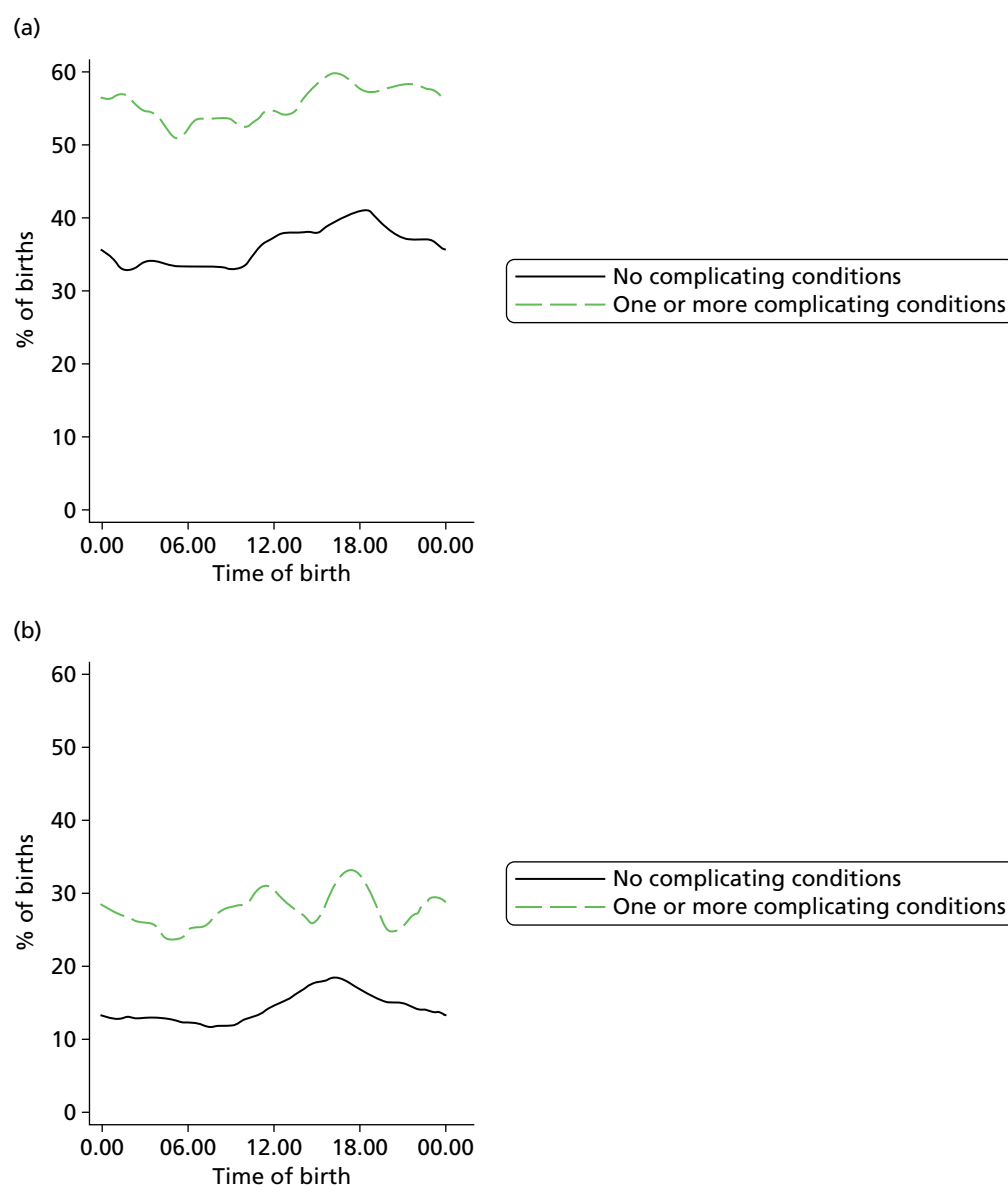 (a)
60
50
40
30
20
10
0
% of births
0.00 06.00 12.00 18.00 00.00
Time of birth
No complicating conditions
One or more complicating conditions
(b)
60
50
40
30
20
10
0
% of births
0.00 06.00 12.00 18.00 00.00
Time of birth
No complicating conditions
One or more complicating conditions